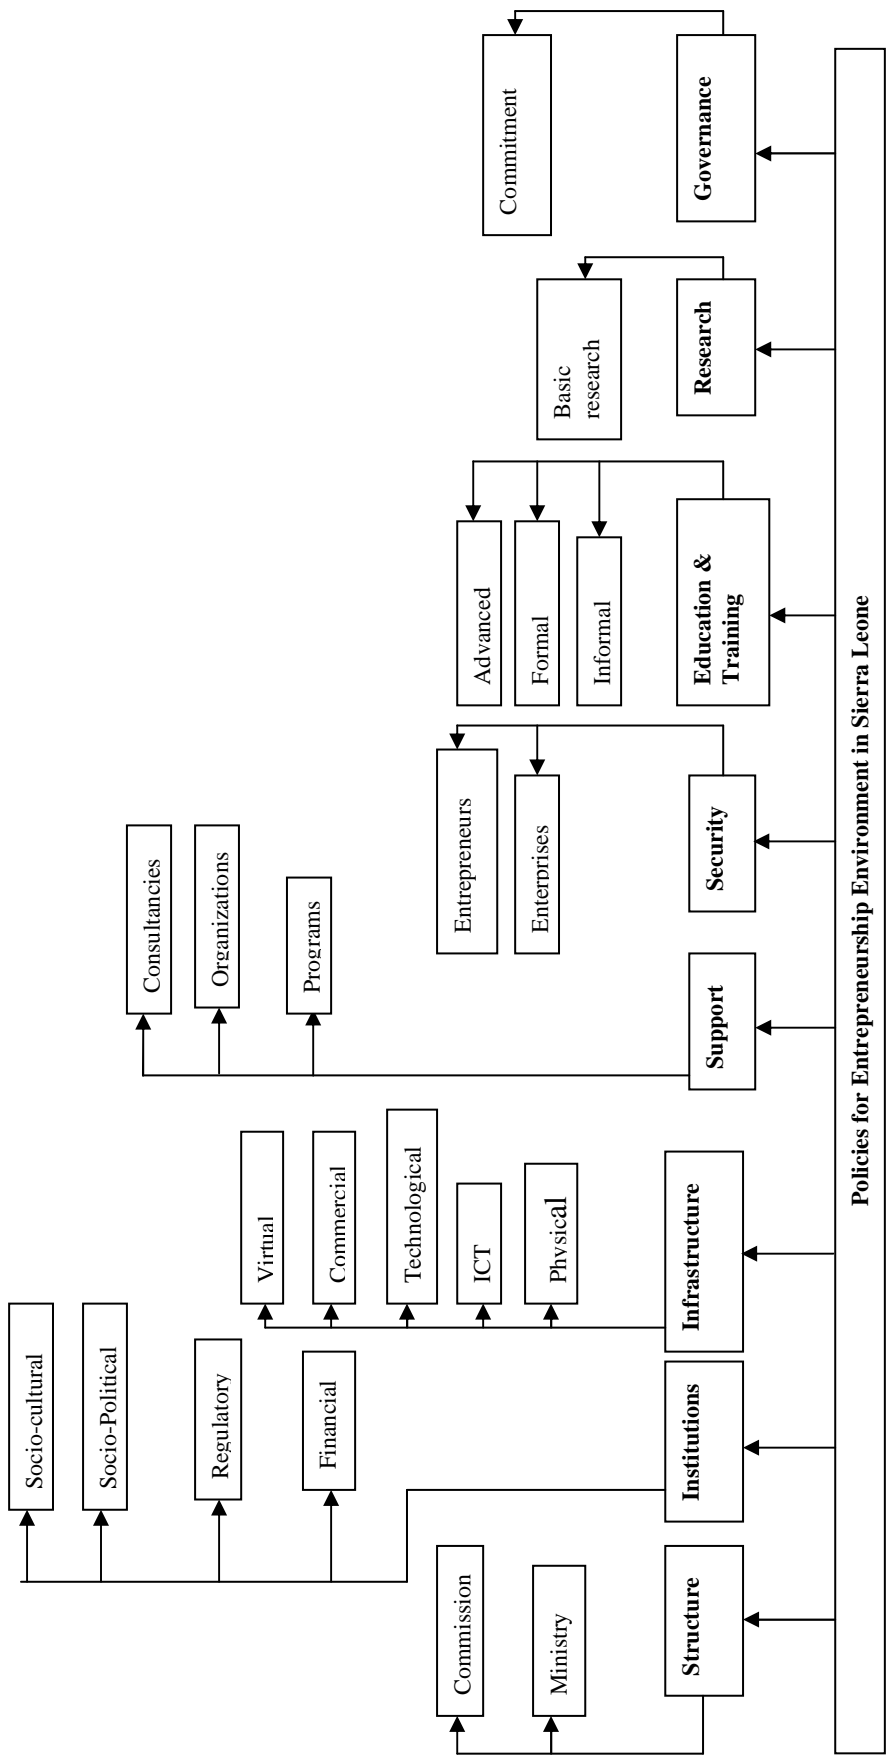 Socio-cultural
Socio-Political
Regulatory
Financial
Commission
Ministry
Structure
Institutions
Virtual
Commercial
Technological
ICT
Physical
Infrastructure
Consultancies
Organizations
Programs
Support
Entrepreneurs
Enterprises
Security
Advanced
Formal
Informal
Education &
Training
Basic
research
Research
Commitment
Governance
Policies for Entrepreneurship Environment in Sierra Leone